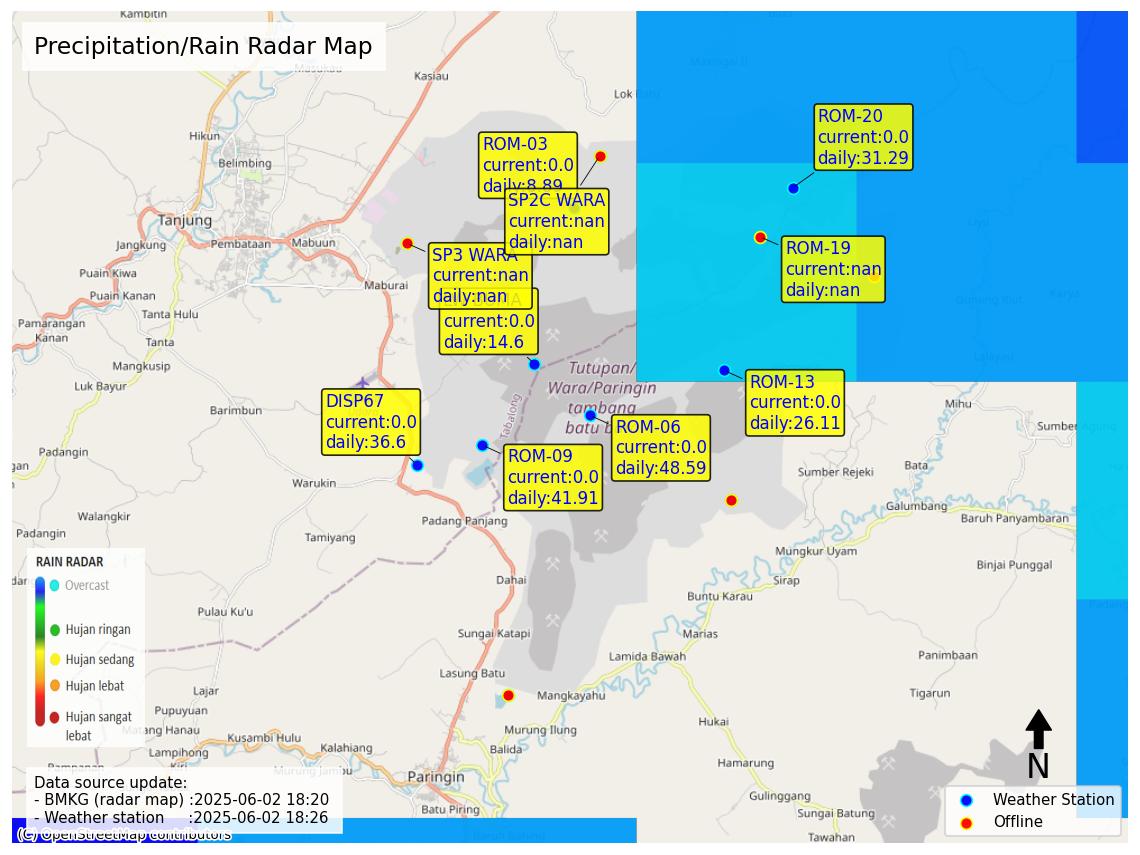 Precipitation/Rain Radar Map
Kambitin
Masukau
Kasiau
Hikun
Belimbing
Tanjung
Jangkung
Pembataan
Mabuun
Puain Kiwa
Puain Kanan
Maburai
Tanta Hulu
Pamarangan
Kanan
Tanta
Mangkusip
Luk Bayur
Barimbun
Warukin
Walangkir
Padangin
Tamiyang
Padang Panjang
Tabalong
Tutupan/
Wara/Paringin
tambang
batu
ROM-03
current:0.0
daily:8.89
SP2C WARA
current:nan
daily:nan
SP3 WARA
current:nan
daily:nan
current:0.0
daily:14.6
ROM-20
current:0.0
daily:31.29
ROM-19
current:nan
daily:nan
ROM-13
current:0.0
daily:26.11
DISP67
current:0.0
daily:36.6
ROM-06
current:0.0
daily:48.59
ROM-09
current:0.0
daily:41.91
Mihu
Sumber Agung
Sumber Rejeki
Bata
Galumbang
Baruh Panyambaran
Mungkur Uyam
Binjai Punggal
Sirap
Buntu Karau
Dahai
Pulau Ku'u
Sungai Katapi
Marias
Lamida Bawah
Panimbaan
Lasung Batu
Tigarun
Mangkayahu
Lajar
Pupuyuan
Matang Hanau
Kusambi Hulu
Murung Ilung
Hukai
Lampihong
Kalahiang
Balida
Hamarung
Murung Jambu
Paringin
Gulinggang
Batu Piring
Sungai Batung
Tawahan
RAIN RADAR
Overcast
Hujan ringan
Hujan sedang
Hujan lebat
Hujan sangat
lebat
Data source update:
- BMKG (radar map) :2025-06-02 18:20
- Weather station :2025-06-02 18:26
(C) OpenStreetMap contributors
N
Weather Station
Offline